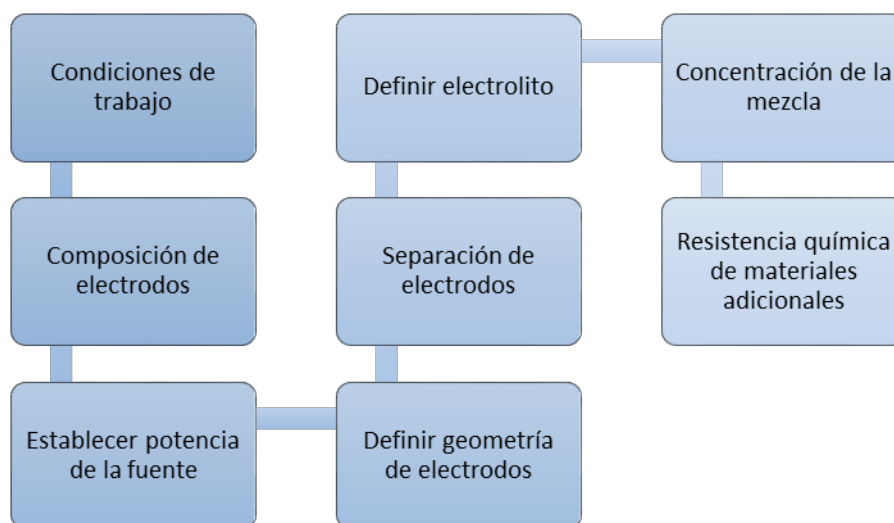 Condiciones de
trabajo
Composición de
electrodos
Establecer potencia
de la fuente
Definir geometría
de electrodos
Separación de
electrodos
Definir electrolito
Concentración de la
mezcla
Resistencia química
de materiales
adicionales